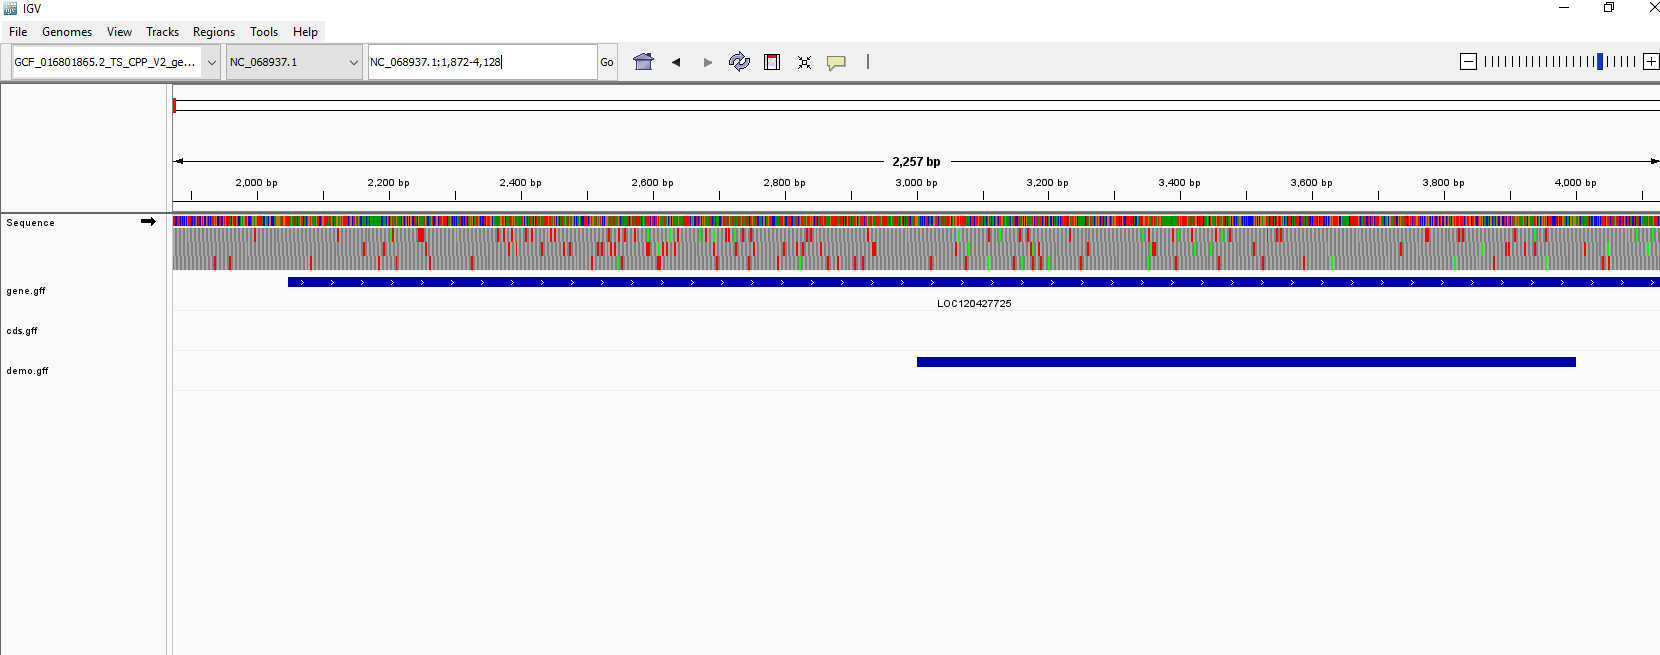 IGV
File Genomes View Tracks Regions Tools Help
GCF_016801865.2_TS_CPP_V2_ge... NC_068937.1 NC_068937.1:1,872-4,128 Go
2,257 bp
2,000 bp 2,200 bp 2,400 bp 2,600 bp 2,800 bp 3,000 bp 3,200 bp 3,400 bp 3,600 bp 3,800 bp 4,000 bp
Sequence
gene.gff
LOC120427725
cds.gff
demo.gff